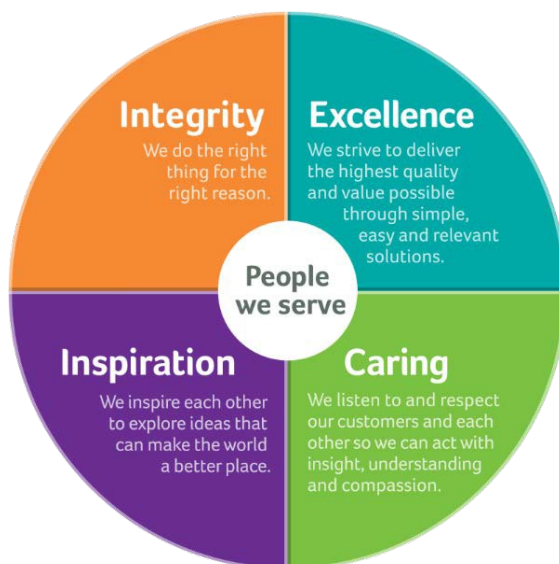 Integrity
We do the right
thing for the
right reason.
Excellence
We strive to deliver
the highest quality
and value possible
through simple,
easy and relevant
solutions.
People
we serve
Inspiration
We inspire each other
to explore ideas that
can make the world
a better place.
Caring
We listen to and respect
our customers and each
other so we can act with
insight, understanding
and compassion.